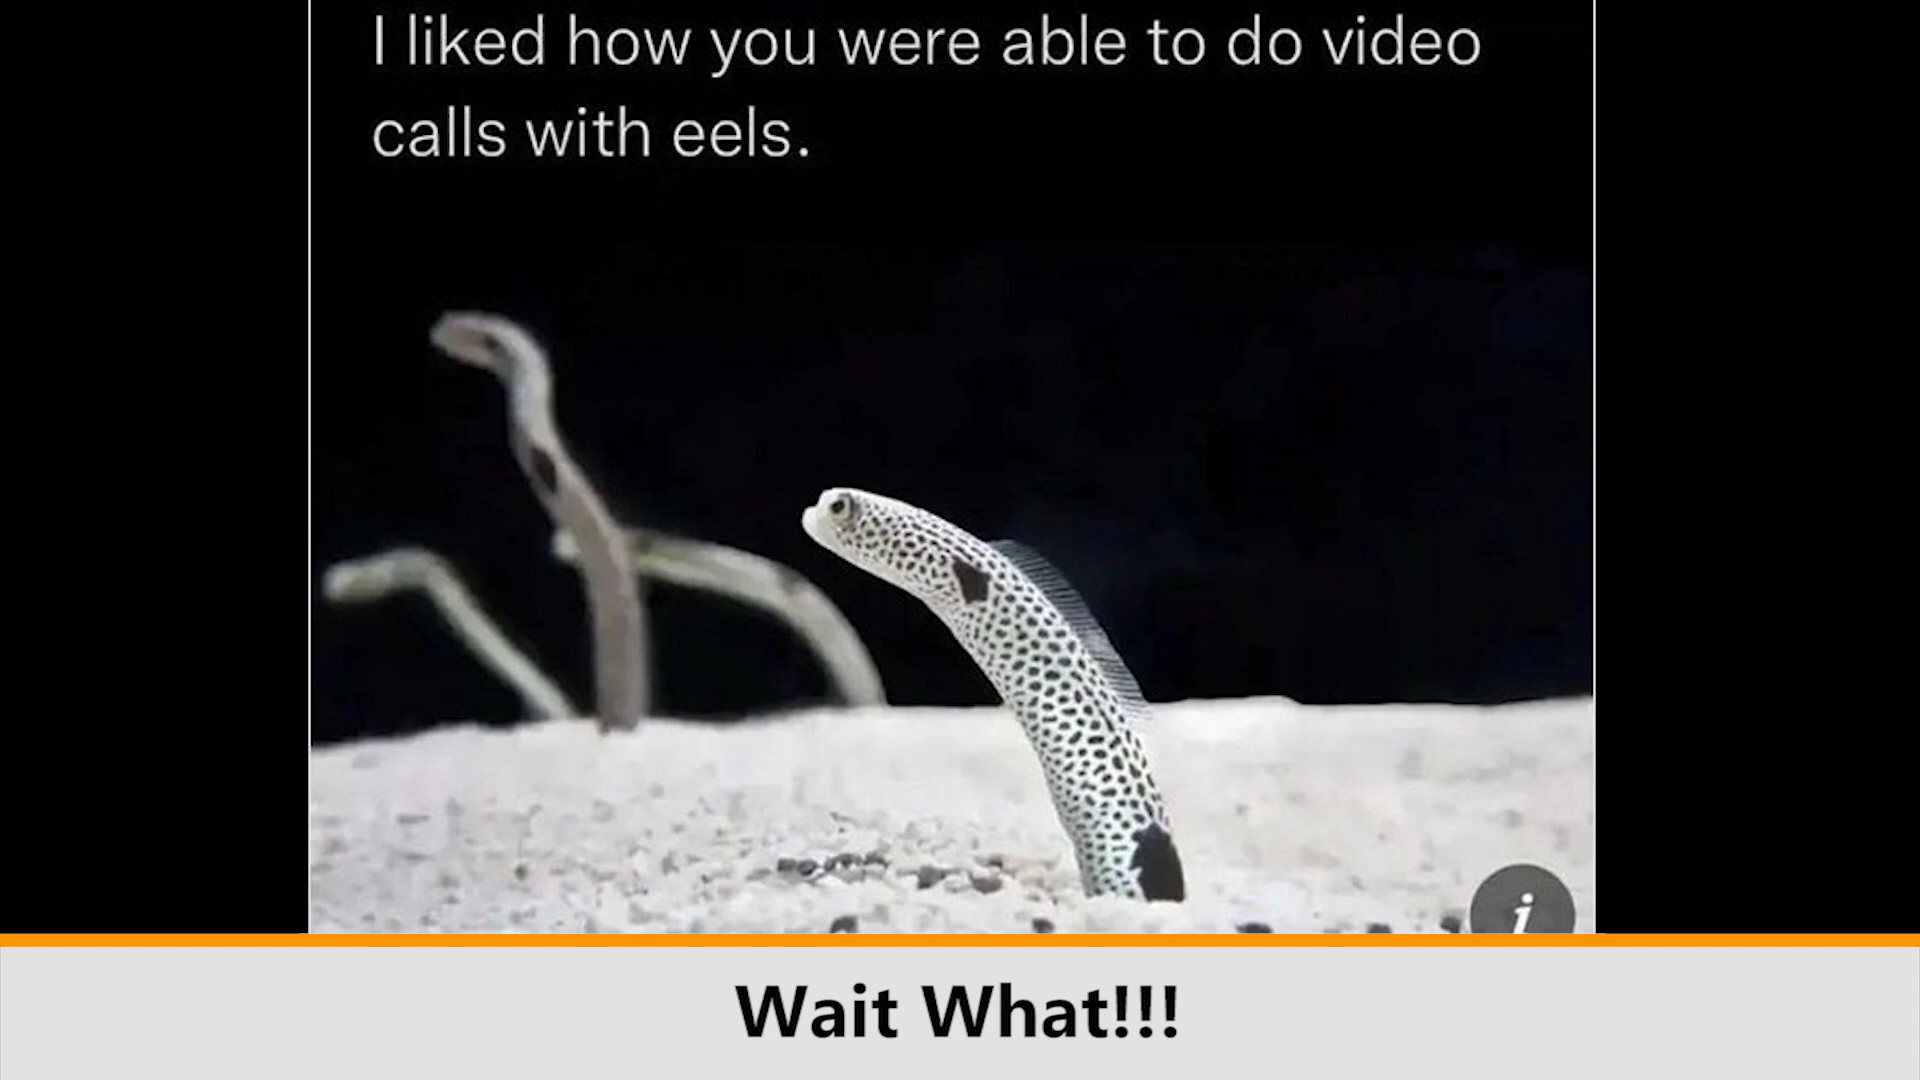 I liked how you were able to do video
calls with eels.
i
Wait What!!!